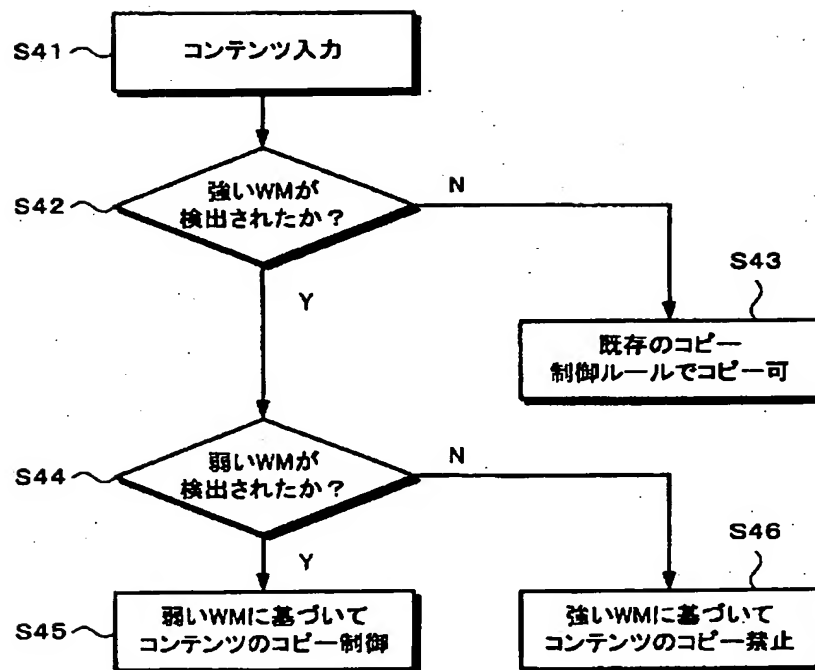 S41
コンテンツ入力
S42
強いWMが
検出されたか？
N
Y
S43
既存のコピー
制御ルールでコピー可
S44
弱いWMが
検出されたか？
N
Y
S45
弱いWMに基づいて
コンテンツのコピー制御
S46
強いWMに基づいて
コンテンツのコピー禁止